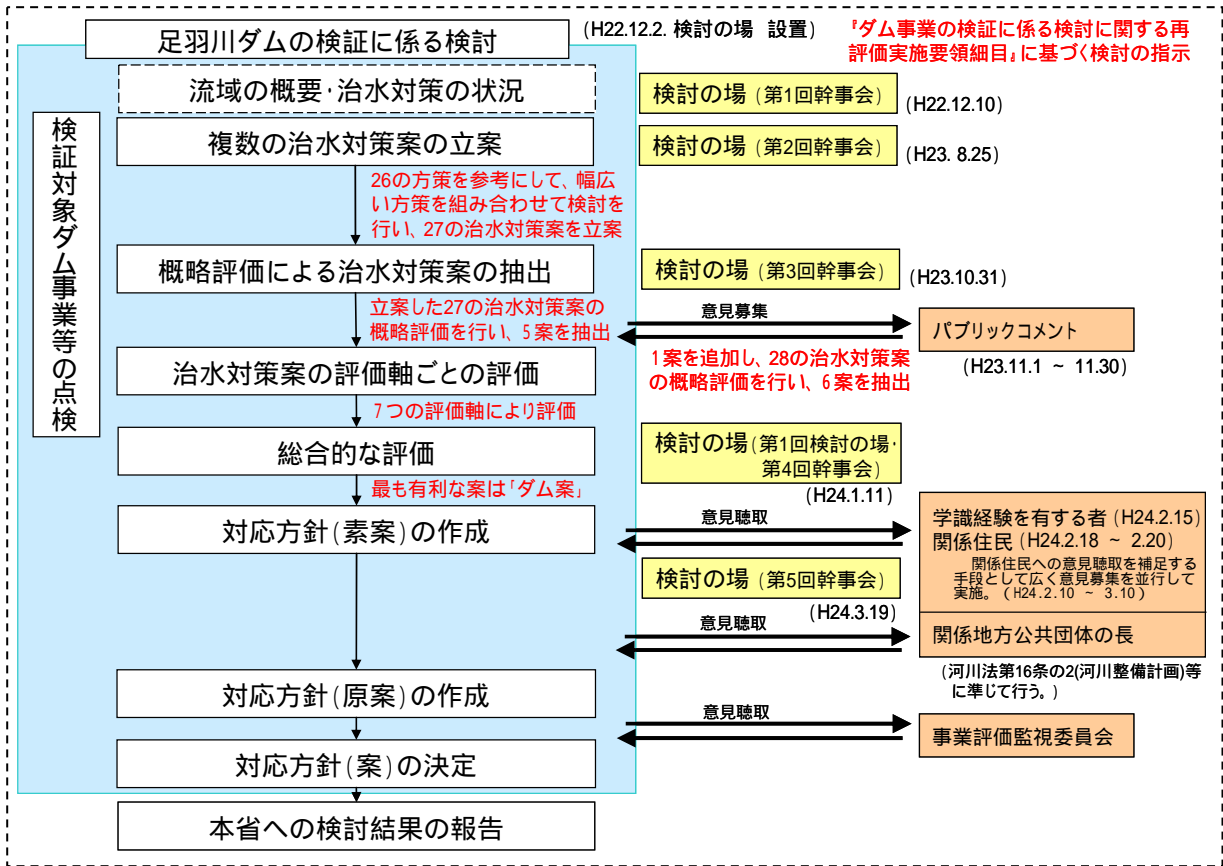 足羽川ダムの検証に係る検討
(H22.12.2. 検討の場 設置)
『ダム事業の検証に係る検討に関する再
評価実施要領細目』に基づく検討の指示
検証対象ダム事業等の点検
流域の概要・治水対策の状況
検討の場 (第1回幹事会)
(H22.12.10)
複数の治水対策案の立案
検討の場 (第2回幹事会)
(H23. 8.25)
26の方策を参考にして、幅広
い方策を組み合わせて検討を
行い、27の治水対策案を立案
概略評価による治水対策案の抽出
検討の場 (第3回幹事会)
(H23.10.31)
立案した27の治水対策案の
概略評価を行い、5案を抽出
意見募集
パブリックコメント
(H23.11.1 ~ 11.30)
1案を追加し、28の治水対策案
の概略評価を行い、6案を抽出
治水対策案の評価軸ごとの評価
7つの評価軸により評価
総合的な評価
検討の場(第1回検討の場・
第4回幹事会)
(H24.1.11)
最も有利な案は「ダム案」
対応方針(素案)の作成
意見聴取
学識経験を有する者 (H24.2.15)
関係住民 (H24.2.18 ~ 2.20)
関係住民への意見聴取を補足する
手段として広く意見募集を並行して
実施。(H24.2.10 ~ 3.10)
検討の場 (第5回幹事会)
(H24.3.19)
意見聴取
関係地方公共団体の長
(河川法第16条の2(河川整備計画)等
に準じて行う。)
対応方針(原案)の作成
意見聴取
事業評価監視委員会
対応方針(案)の決定
本省への検討結果の報告